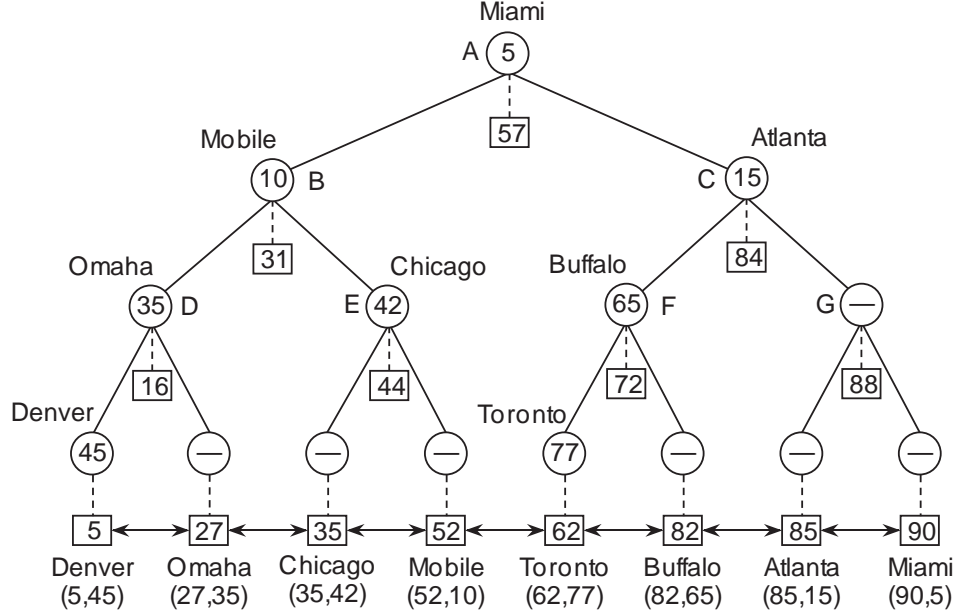 Miami
A 5
57
Mobile Atlanta
10 B C 15
31 84
Omaha Chicago Buffalo
35 D E 42 65 F G —
16 44 72 88
Denver Toronto
45 — — — 77 — — —
5 27 35 52 62 82 85 90
Denver Omaha Chicago Mobile Toronto Buffalo Atlanta Miami
(5,45) (27,35) (35,42) (52,10) (62,77) (82,65) (85,15) (90,5)